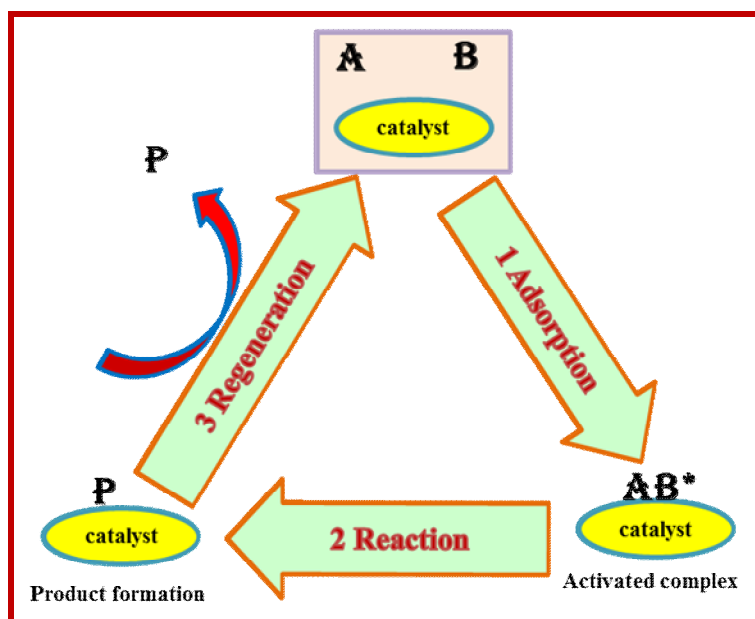 A B
catalyst
P
1 Adsorption
3 Regeneration
P
AB*
catalyst
catalyst
2 Reaction
Product formation
Activated complex